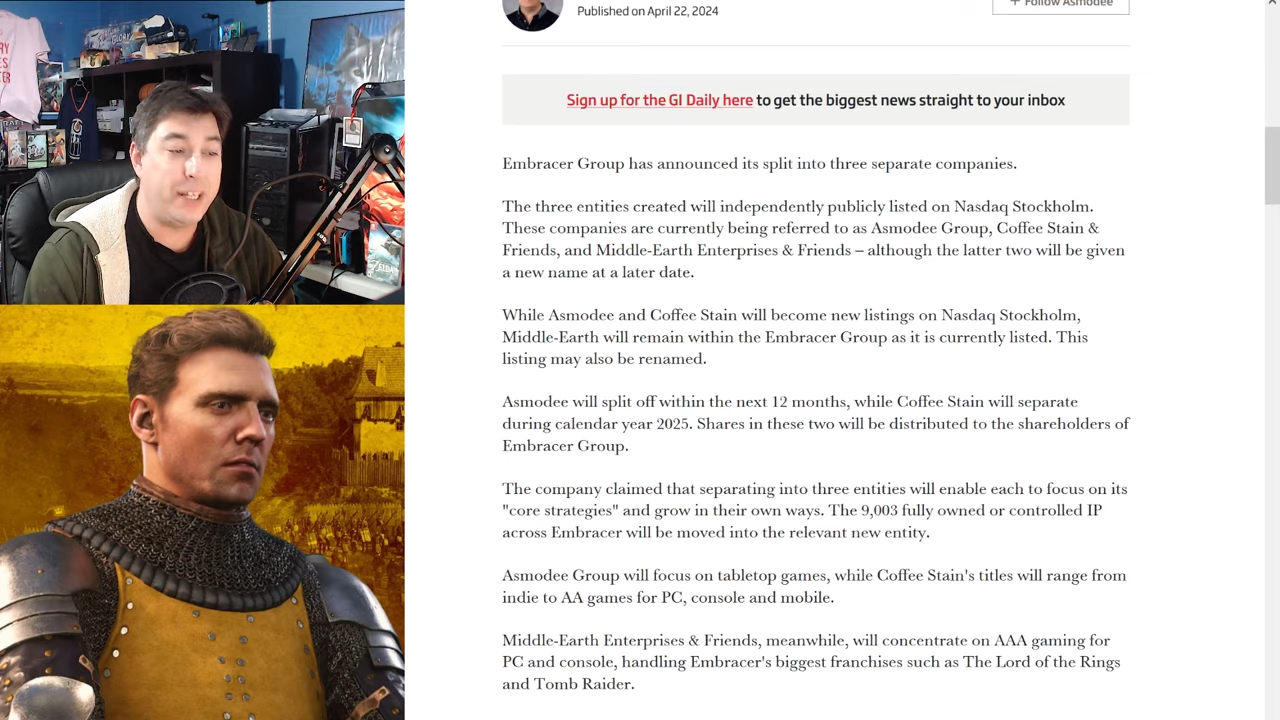 Published on April 22, 2024
+ Follow Asmodee
Sign up for the GI Daily here to get the biggest news straight to your inbox
Embracer Group has announced its split into three separate companies.
The three entities created will independently publicly listed on Nasdaq Stockholm.
These companies are currently being referred to as Asmodee Group, Coffee Stain &
Friends, and Middle-Earth Enterprises & Friends – although the latter two will be given
a new name at a later date.
While Asmodee and Coffee Stain will become new listings on Nasdaq Stockholm,
Middle-Earth will remain within the Embracer Group as it is currently listed. This
listing may also be renamed.
Asmodee will split off within the next 12 months, while Coffee Stain will separate
during calendar year 2025. Shares in these two will be distributed to the shareholders of
Embracer Group.
The company claimed that separating into three entities will enable each to focus on its
"core strategies" and grow in their own ways. The 9,003 fully owned or controlled IP
across Embracer will be moved into the relevant new entity.
Asmodee Group will focus on tabletop games, while Coffee Stain's titles will range from
indie to AA games for PC, console and mobile.
Middle-Earth Enterprises & Friends, meanwhile, will concentrate on AAA gaming for
PC and console, handling Embracer's biggest franchises such as The Lord of the Rings
and Tomb Raider.